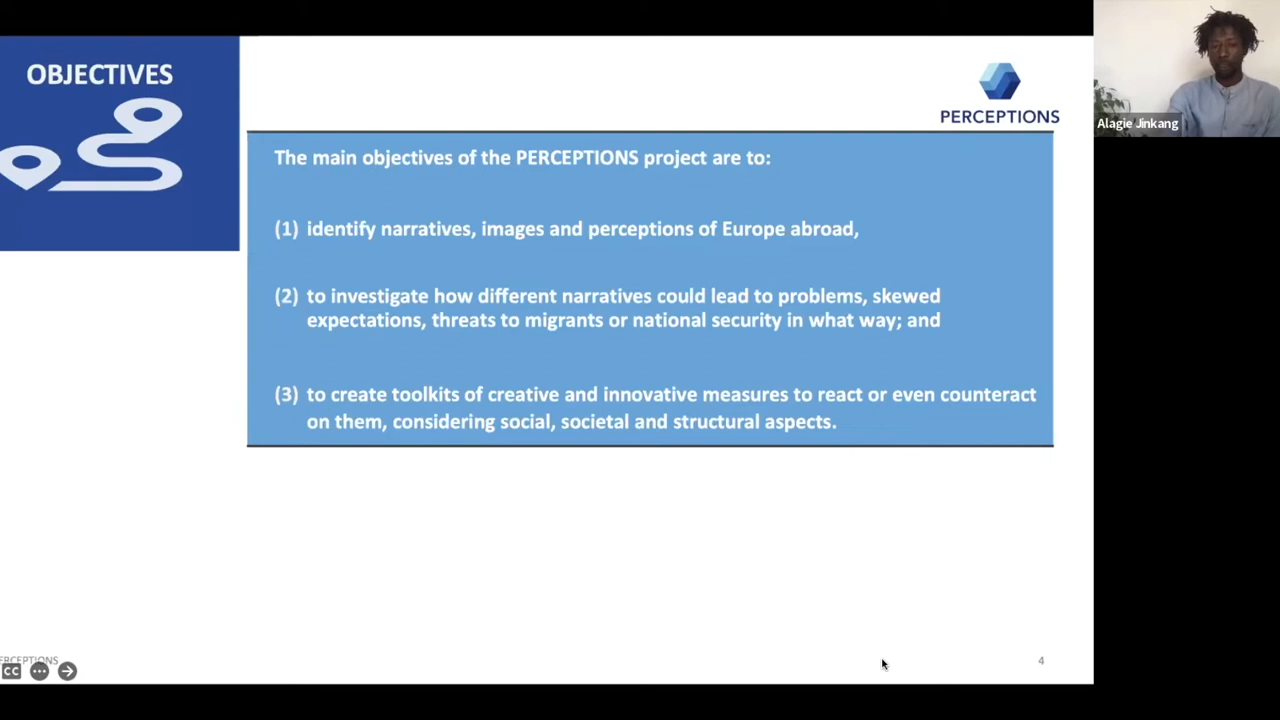 OBJECTIVES
PERCEPTIONS
Alagie Jinkang
The main objectives of the PERCEPTIONS project are to:
(1) identify narratives, images and perceptions of Europe abroad,
(2) to investigate how different narratives could lead to problems, skewed
expectations, threats to migrants or national security in what way; and
(3) to create toolkits of creative and innovative measures to react or even counteract
on them, considering social, societal and structural aspects.
ERCEPTIONS
CC
4